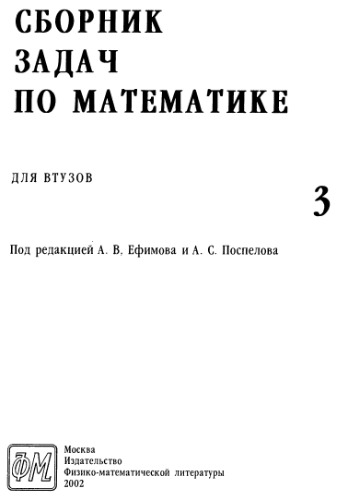 СБОРНИК
ЗАДАЧ
ПО МАТЕМАТИКЕ
ДЛЯ ВТУЗОВ
3
Под редакцией А. В. Ефимова и А. С. Поспелова
ФМ
Москва
Издательство
Физико-математической литературы
2002